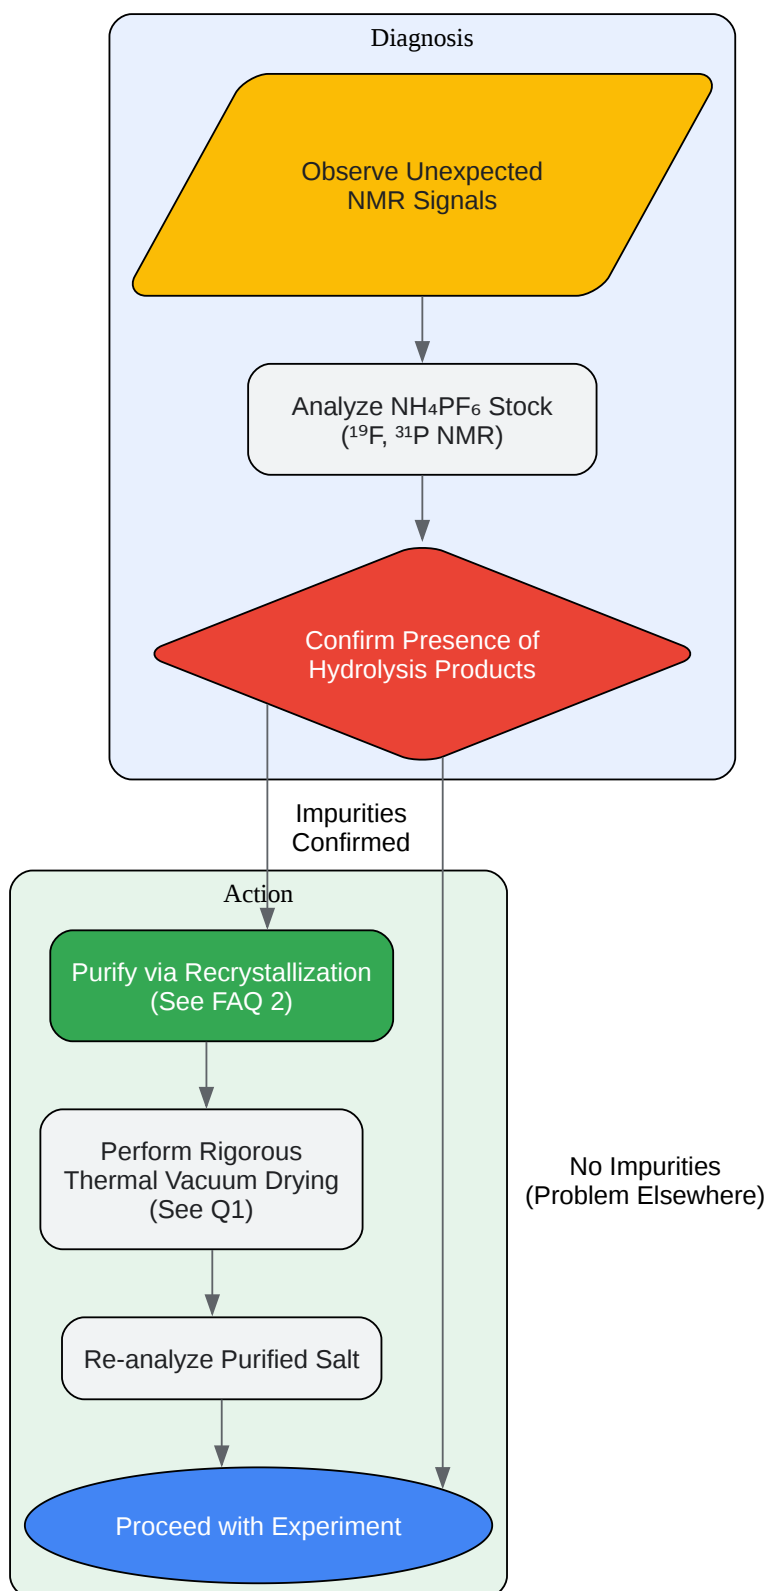 Diagnosis
Observe Unexpected
NMR Signals
Analyze NH₄PF₆ Stock
(¹⁹F, ³¹P NMR)
Confirm Presence of
Hydrolysis Products
Impurities
Confirmed
Action
Purify via Recrystallization
(See FAQ 2)
Perform Rigorous
Thermal Vacuum Drying
(See Q1)
No Impurities
(Problem Elsewhere)
Re-analyze Purified Salt
Proceed with Experiment